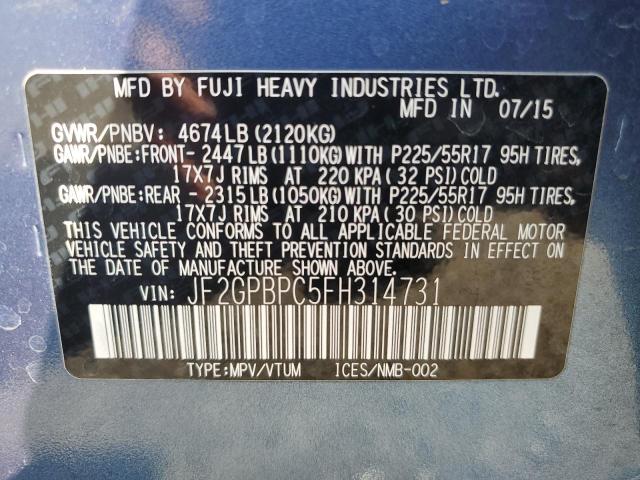 MFD BY FUJI HEAVY INDUSTRIES LTD.
MFD IN 07/15
GVWR/PNBV: 4674LB(2120KG)
GAWR/PNBE:FRONT-2447LB(1110KG)WITH P225/55R17 95H TIRES,
17X7J RIMS AT 220 KPA(32 PSI)COLD
GAWR/PNBE:REAR -2315LB(1050KG)WITH P225/55R17 95H TIRES,
17X7J RIMS AT 210 KPA(30 PSI)COLD
THIS VEHICLE CONFORMS TO ALL APPLICABLE FEDERAL MOTOR
VEHICLE SAFETY AND THEFT PREVENTION STANDARDS IN EFFECT ON
THE DATE OF MANUFACTURE SHOWN ABOVE.
VIN: JF2GPBPC5FH314731
TYPE:MPV/VTUM ICES/NMB-002